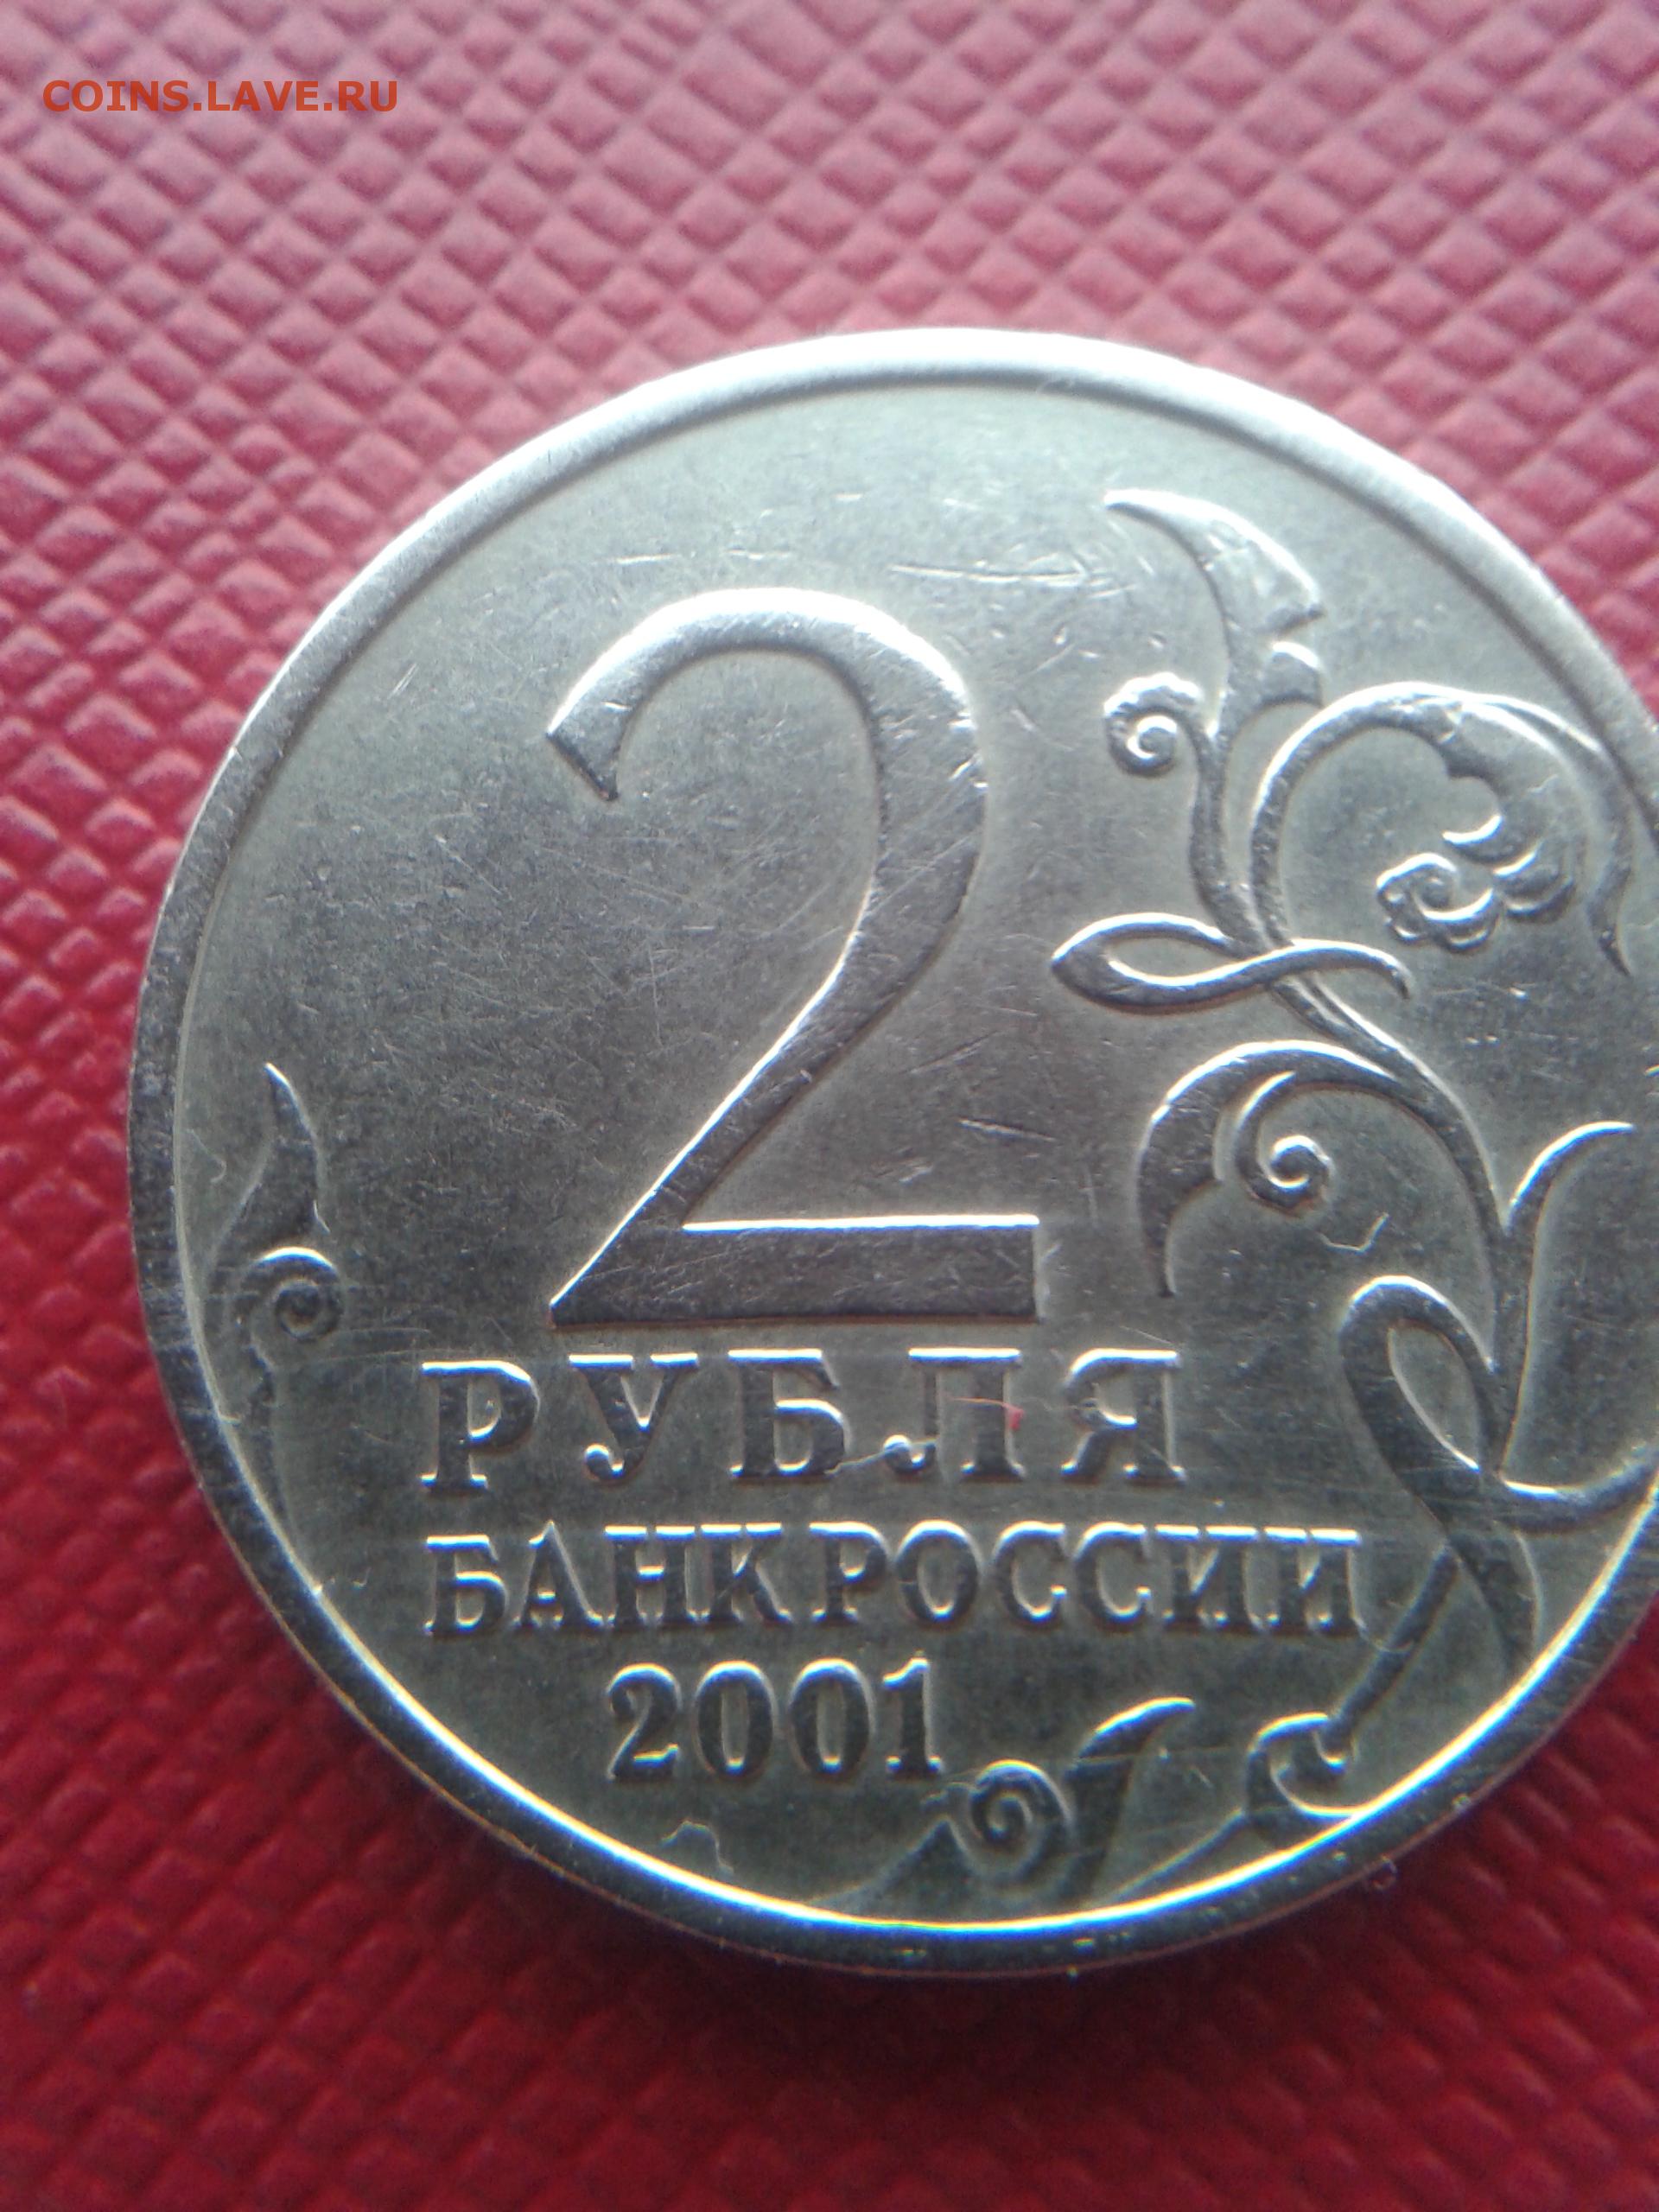 COINS.LAVE.RU
2
РУБЛЯ
БАНК РОССИИ
2001